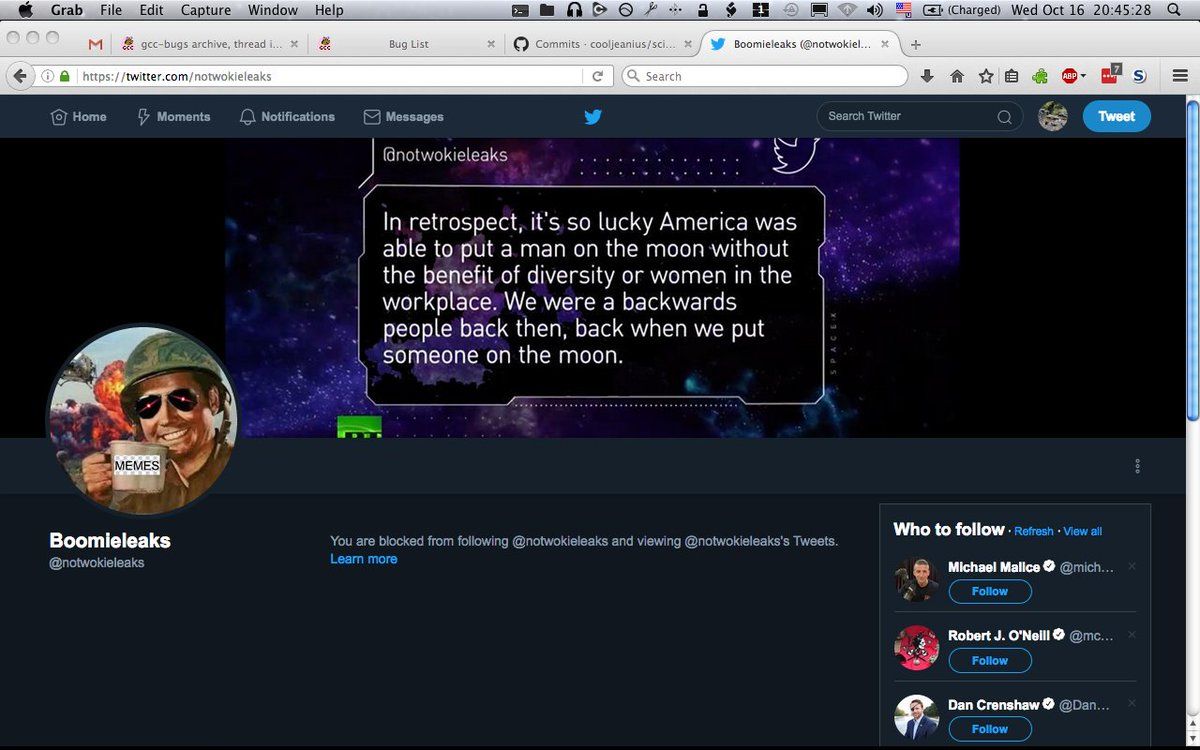 Grab File Edit Capture Window Help (Charged) Wed Oct 16 20:45:28
gcc-bugs archive, thread i... Bug List Commits · cooljeanius/sci... Boomieleaks (@notwokiel...
https://twitter.com/notwokieleaks Search ABP 7 S
Home Moments Notifications Messages Search Twitter Tweet
@notwokieleaks
In retrospect, it's so lucky America was
able to put a man on the moon without
the benefit of diversity or women in the
workplace. We were a backwards
people back then, back when we put
someone on the moon.
SPACE.K
MEMES
Boomieleaks
@notwokieleaks
You are blocked from following @notwokieleaks and viewing @notwokieleaks's Tweets.
Learn more
Who to follow · Refresh · View all
Michael Malice @mich...
Follow
Robert J. O'Neill @mc...
Follow
Dan Crenshaw @Dan...
Follow